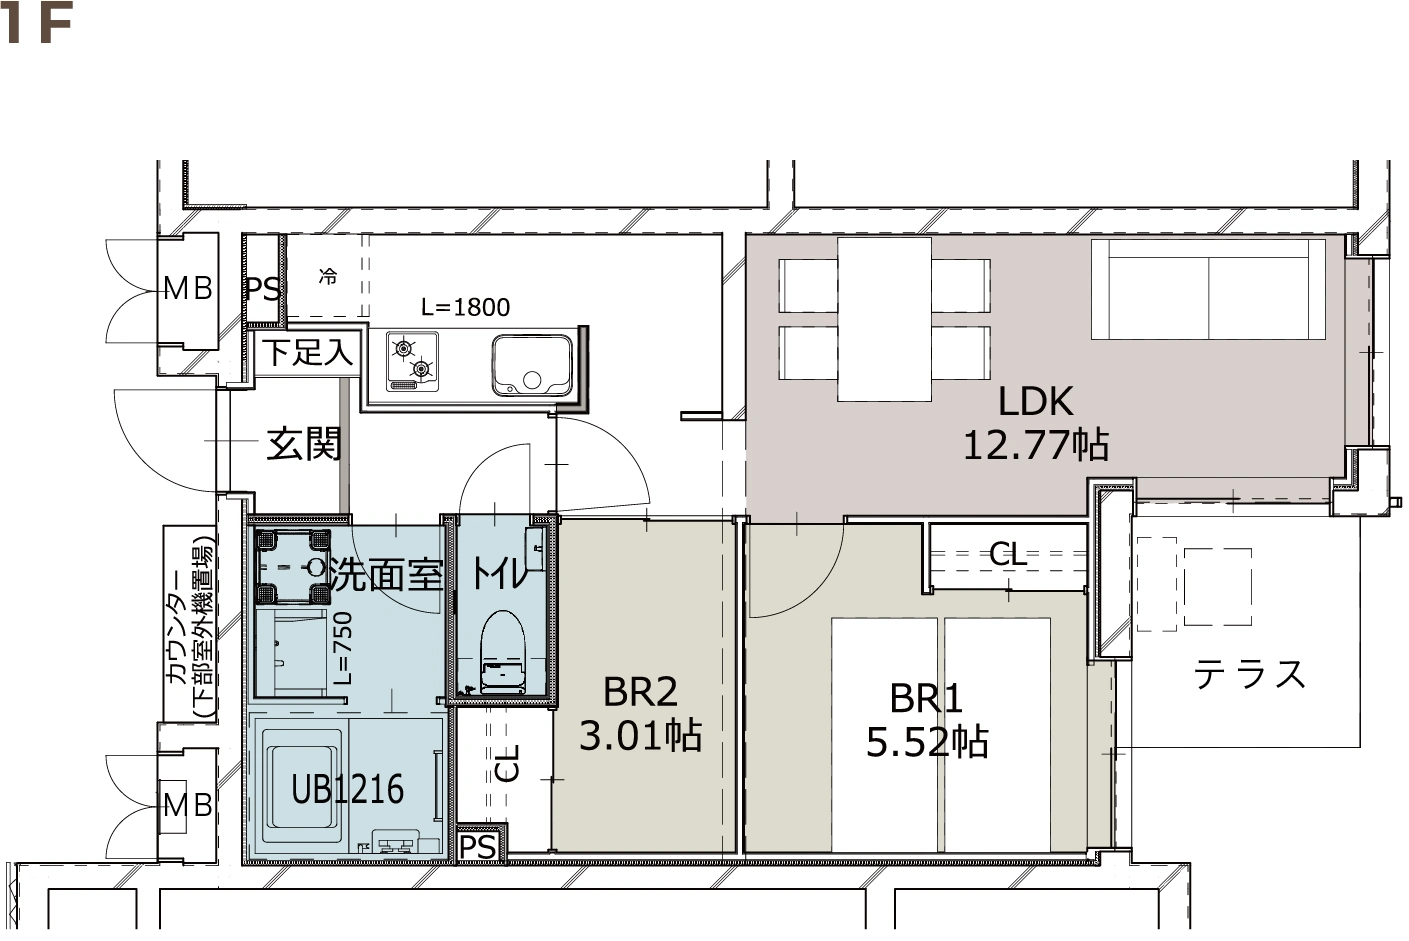 1F
MB
PS
冷
L=1800
下足入
LDK
12.77帖
玄関
洗面室
トイレ
CL
カウンター
(下部室外機置場)
L=750
BR2
3.01帖
BR1
5.52帖
テラス
CL
UB1216
MB
PS